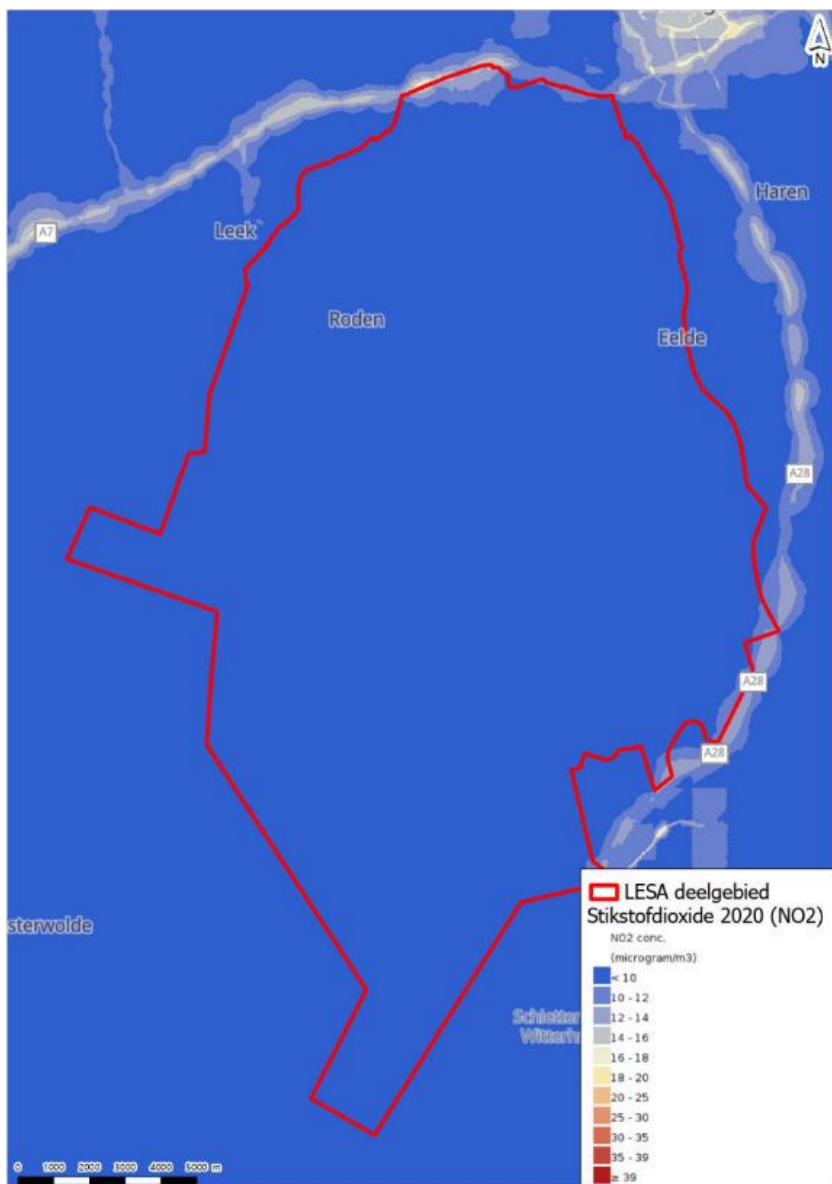 N
Haren
A7
Leek
Roden
Eelde
A28
A28
A28
sterwolde
LESA deelgebied
Stikstofdioxide 2020 (NO2)
NO2 conc.
(microgram/m3)
< 10
10 - 12
12 - 14
14 - 16
16 - 18
18 - 20
20 - 25
25 - 30
30 - 35
35 - 39
≥ 39
0 1000 2000 3000 4000 5000 m